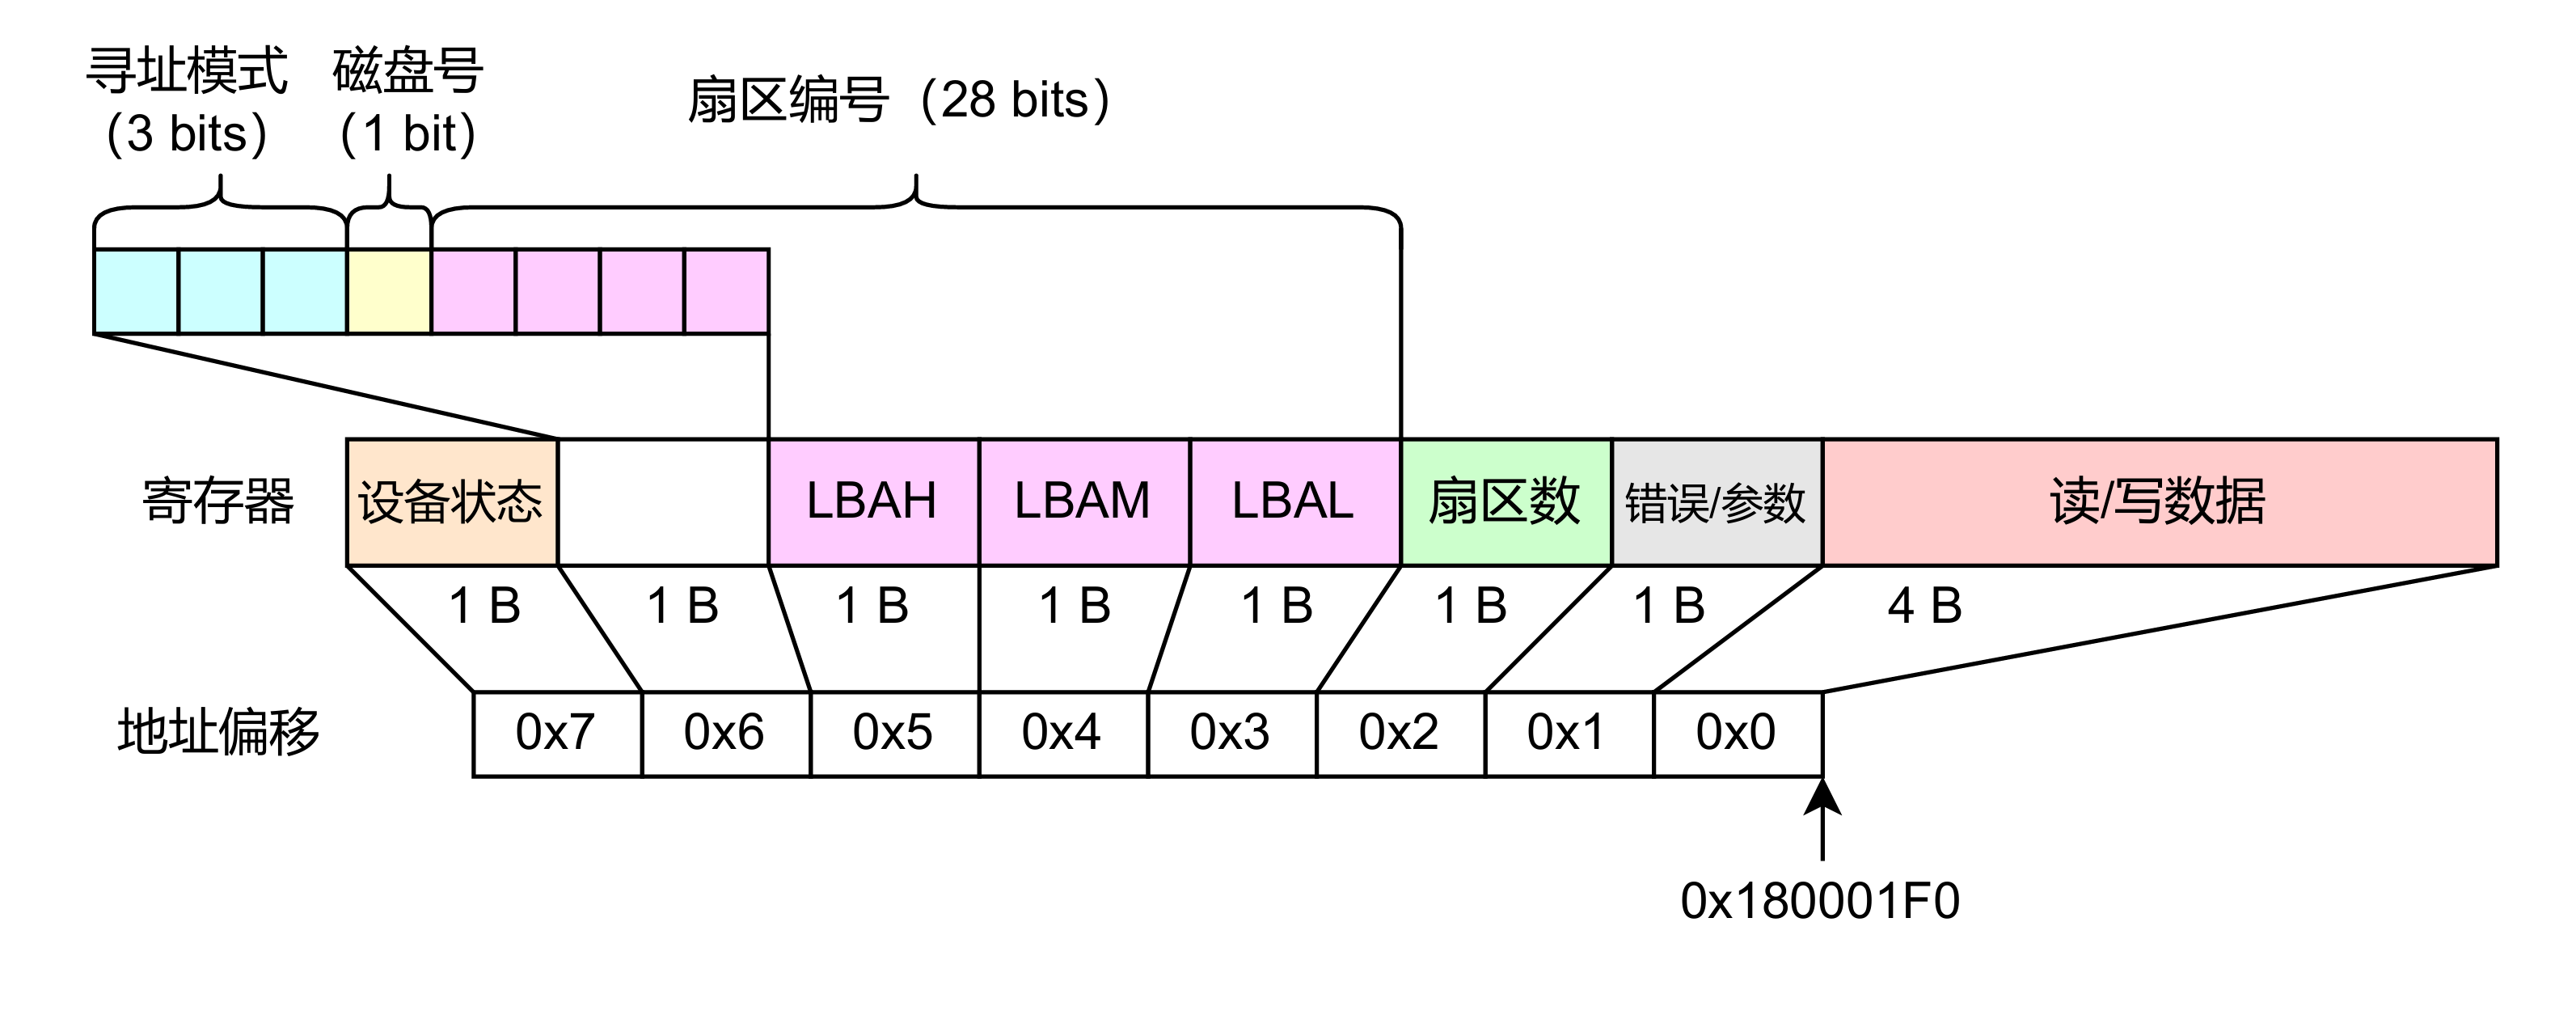 寻址模式
（3 bits）
磁盘号
（1 bit）
扇区编号（28 bits）
寄存器
设备状态
LBAH
LBAM
LBAL
扇区数
错误/参数
读/写数据
1 B
1 B
1 B
1 B
1 B
1 B
1 B
4 B
地址偏移
0x7
0x6
0x5
0x4
0x3
0x2
0x1
0x0
0x180001F0